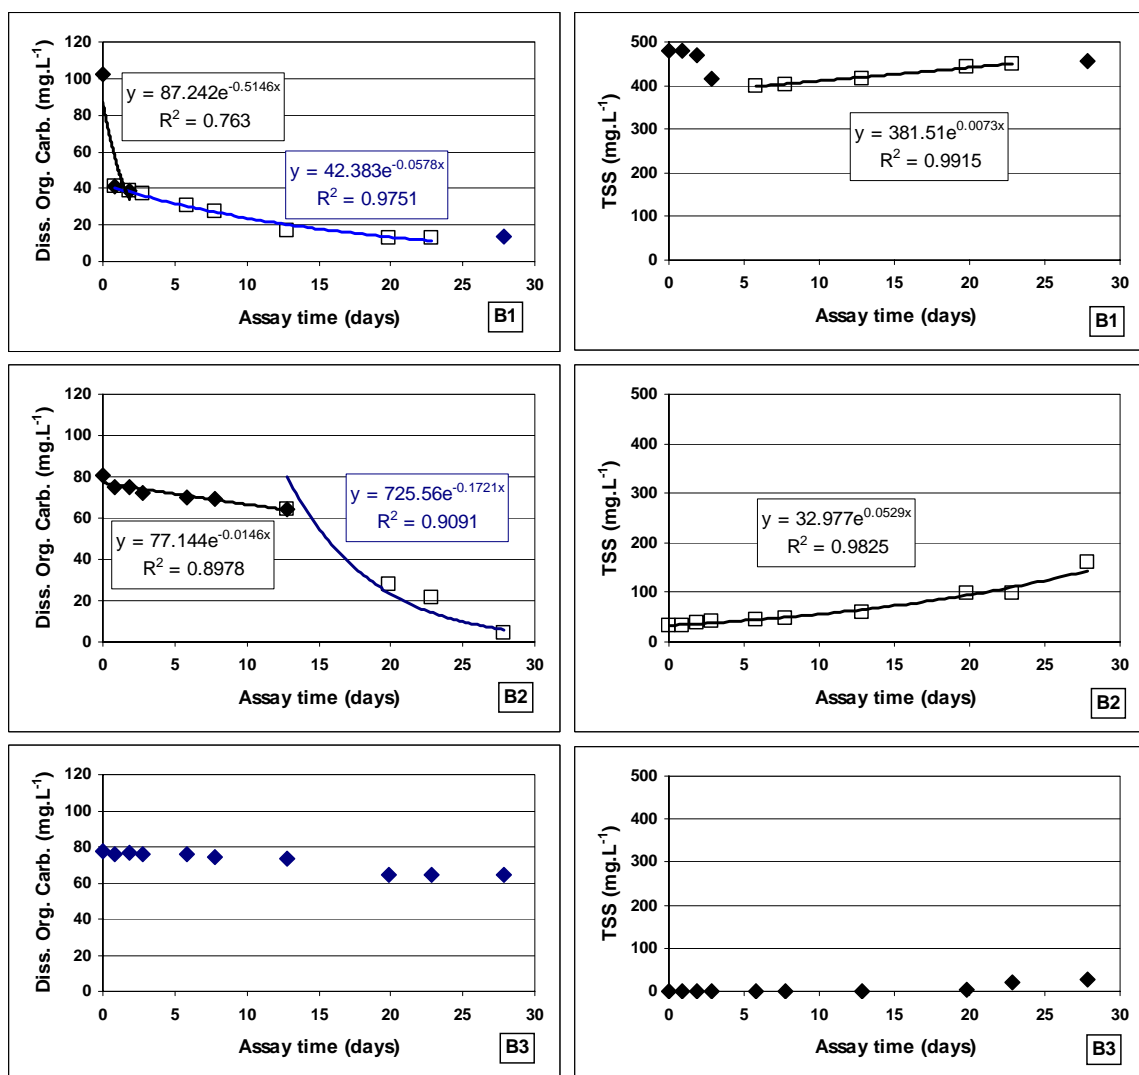 Diss. Org. Carb. (mg.L⁻¹)
120
100
80
60
40
20
0
y = 87.242e^-0.5146x
R² = 0.763
y = 42.383e^-0.0578x
R² = 0.9751
0 5 10 15 20 25 30
Assay time (days)
B1
TSS (mg.L⁻¹)
500
400
300
200
100
0
y = 381.51e^0.0073x
R² = 0.9915
0 5 10 15 20 25 30
Assay time (days)
B1
Diss. Org. Carb. (mg.L⁻¹)
120
100
80
60
40
20
0
y = 725.56e^-0.1721x
R² = 0.9091
y = 77.144e^-0.0146x
R² = 0.8978
0 5 10 15 20 25 30
Assay time (days)
B2
TSS (mg.L⁻¹)
500
400
300
200
100
0
y = 32.977e^0.0529x
R² = 0.9825
0 5 10 15 20 25 30
Assay time (days)
B2
Diss. Org. Carb. (mg.L⁻¹)
120
100
80
60
40
20
0
0 5 10 15 20 25 30
Assay time (days)
B3
TSS (mg.L⁻¹)
500
400
300
200
100
0
0 5 10 15 20 25 30
Assay time (days)
B3